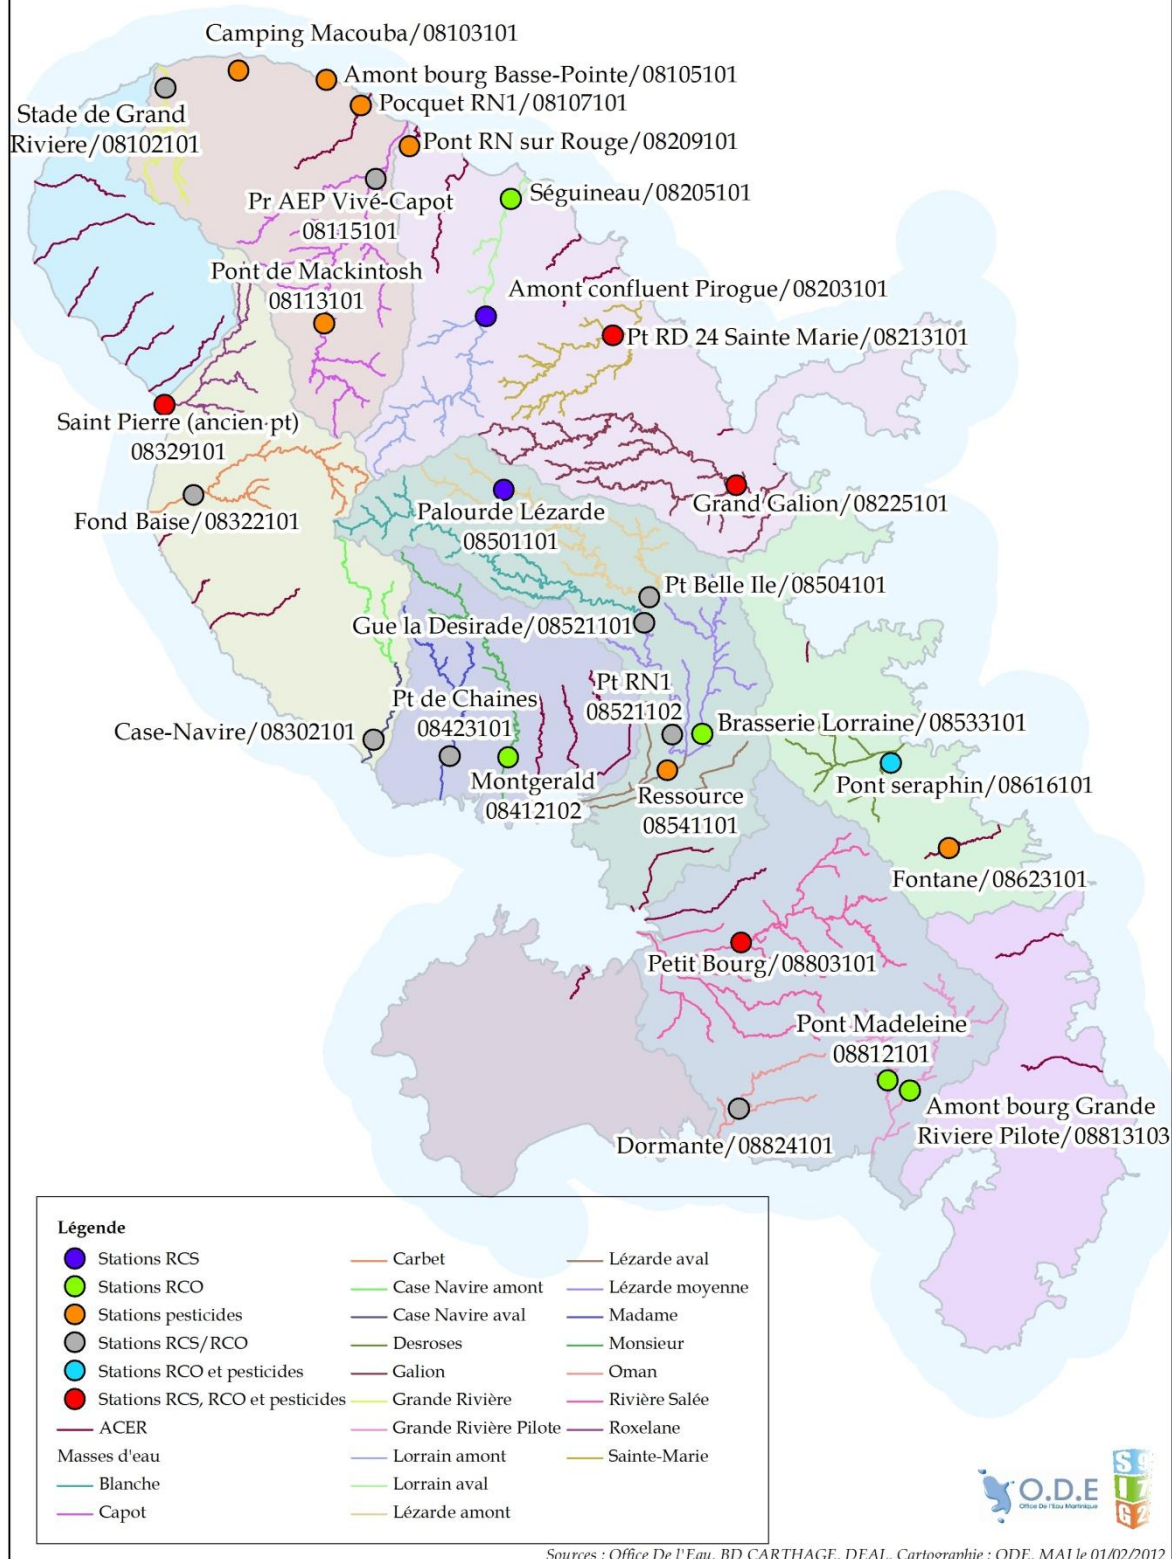 Camping Macouba/08103101
Amont bourg Basse-Pointe/08105101
Pocquet RN1/08107101
Stade de Grand
Riviere/08102101
Pont RN sur Rouge/08209101
Pr AEP Vivé-Capot
08115101
Séguineau/08205101
Pont de Mackintosh
08113101
Amont confluent Pirogue/08203101
Pt RD 24 Sainte Marie/08213101
Saint Pierre (ancien pt)
08329101
Fond Baise/08322101
Palourde Lézarde
08501101
Grand Galion/08225101
Pt Belle Ile/08504101
Gue la Desirade/08521101
Pt RN1
08521102
Pt de Chaines
08423101
Case-Navire/08302101
Brasserie Lorraine/08533101
Montgerald
08412102
Ressource
08541101
Pont seraphin/08616101
Fontane/08623101
Petit Bourg/08803101
Pont Madeleine
08812101
Amont bourg Grande
Riviere Pilote/08813103
Dormante/08824101
Légende
Stations RCS
Stations RCO
Stations pesticides
Stations RCS/RCO
Stations RCO et pesticides
Stations RCS, RCO et pesticides
ACER
Masses d'eau
Blanche
Capot
Carbet
Case Navire amont
Case Navire aval
Desroses
Galion
Grande Rivière
Grande Rivière Pilote
Lorrain amont
Lorrain aval
Lézarde amont
Lézarde aval
Lézarde moyenne
Madame
Monsieur
Oman
Rivière Salée
Roxelane
Sainte-Marie
O.D.E
Office De l'Eau Martinique
S 9
I 7
G 2
Sources : Office De l'Eau, BD CARTHAGE, DEAL, Cartographie : ODE, MAJ le 01/02/2012